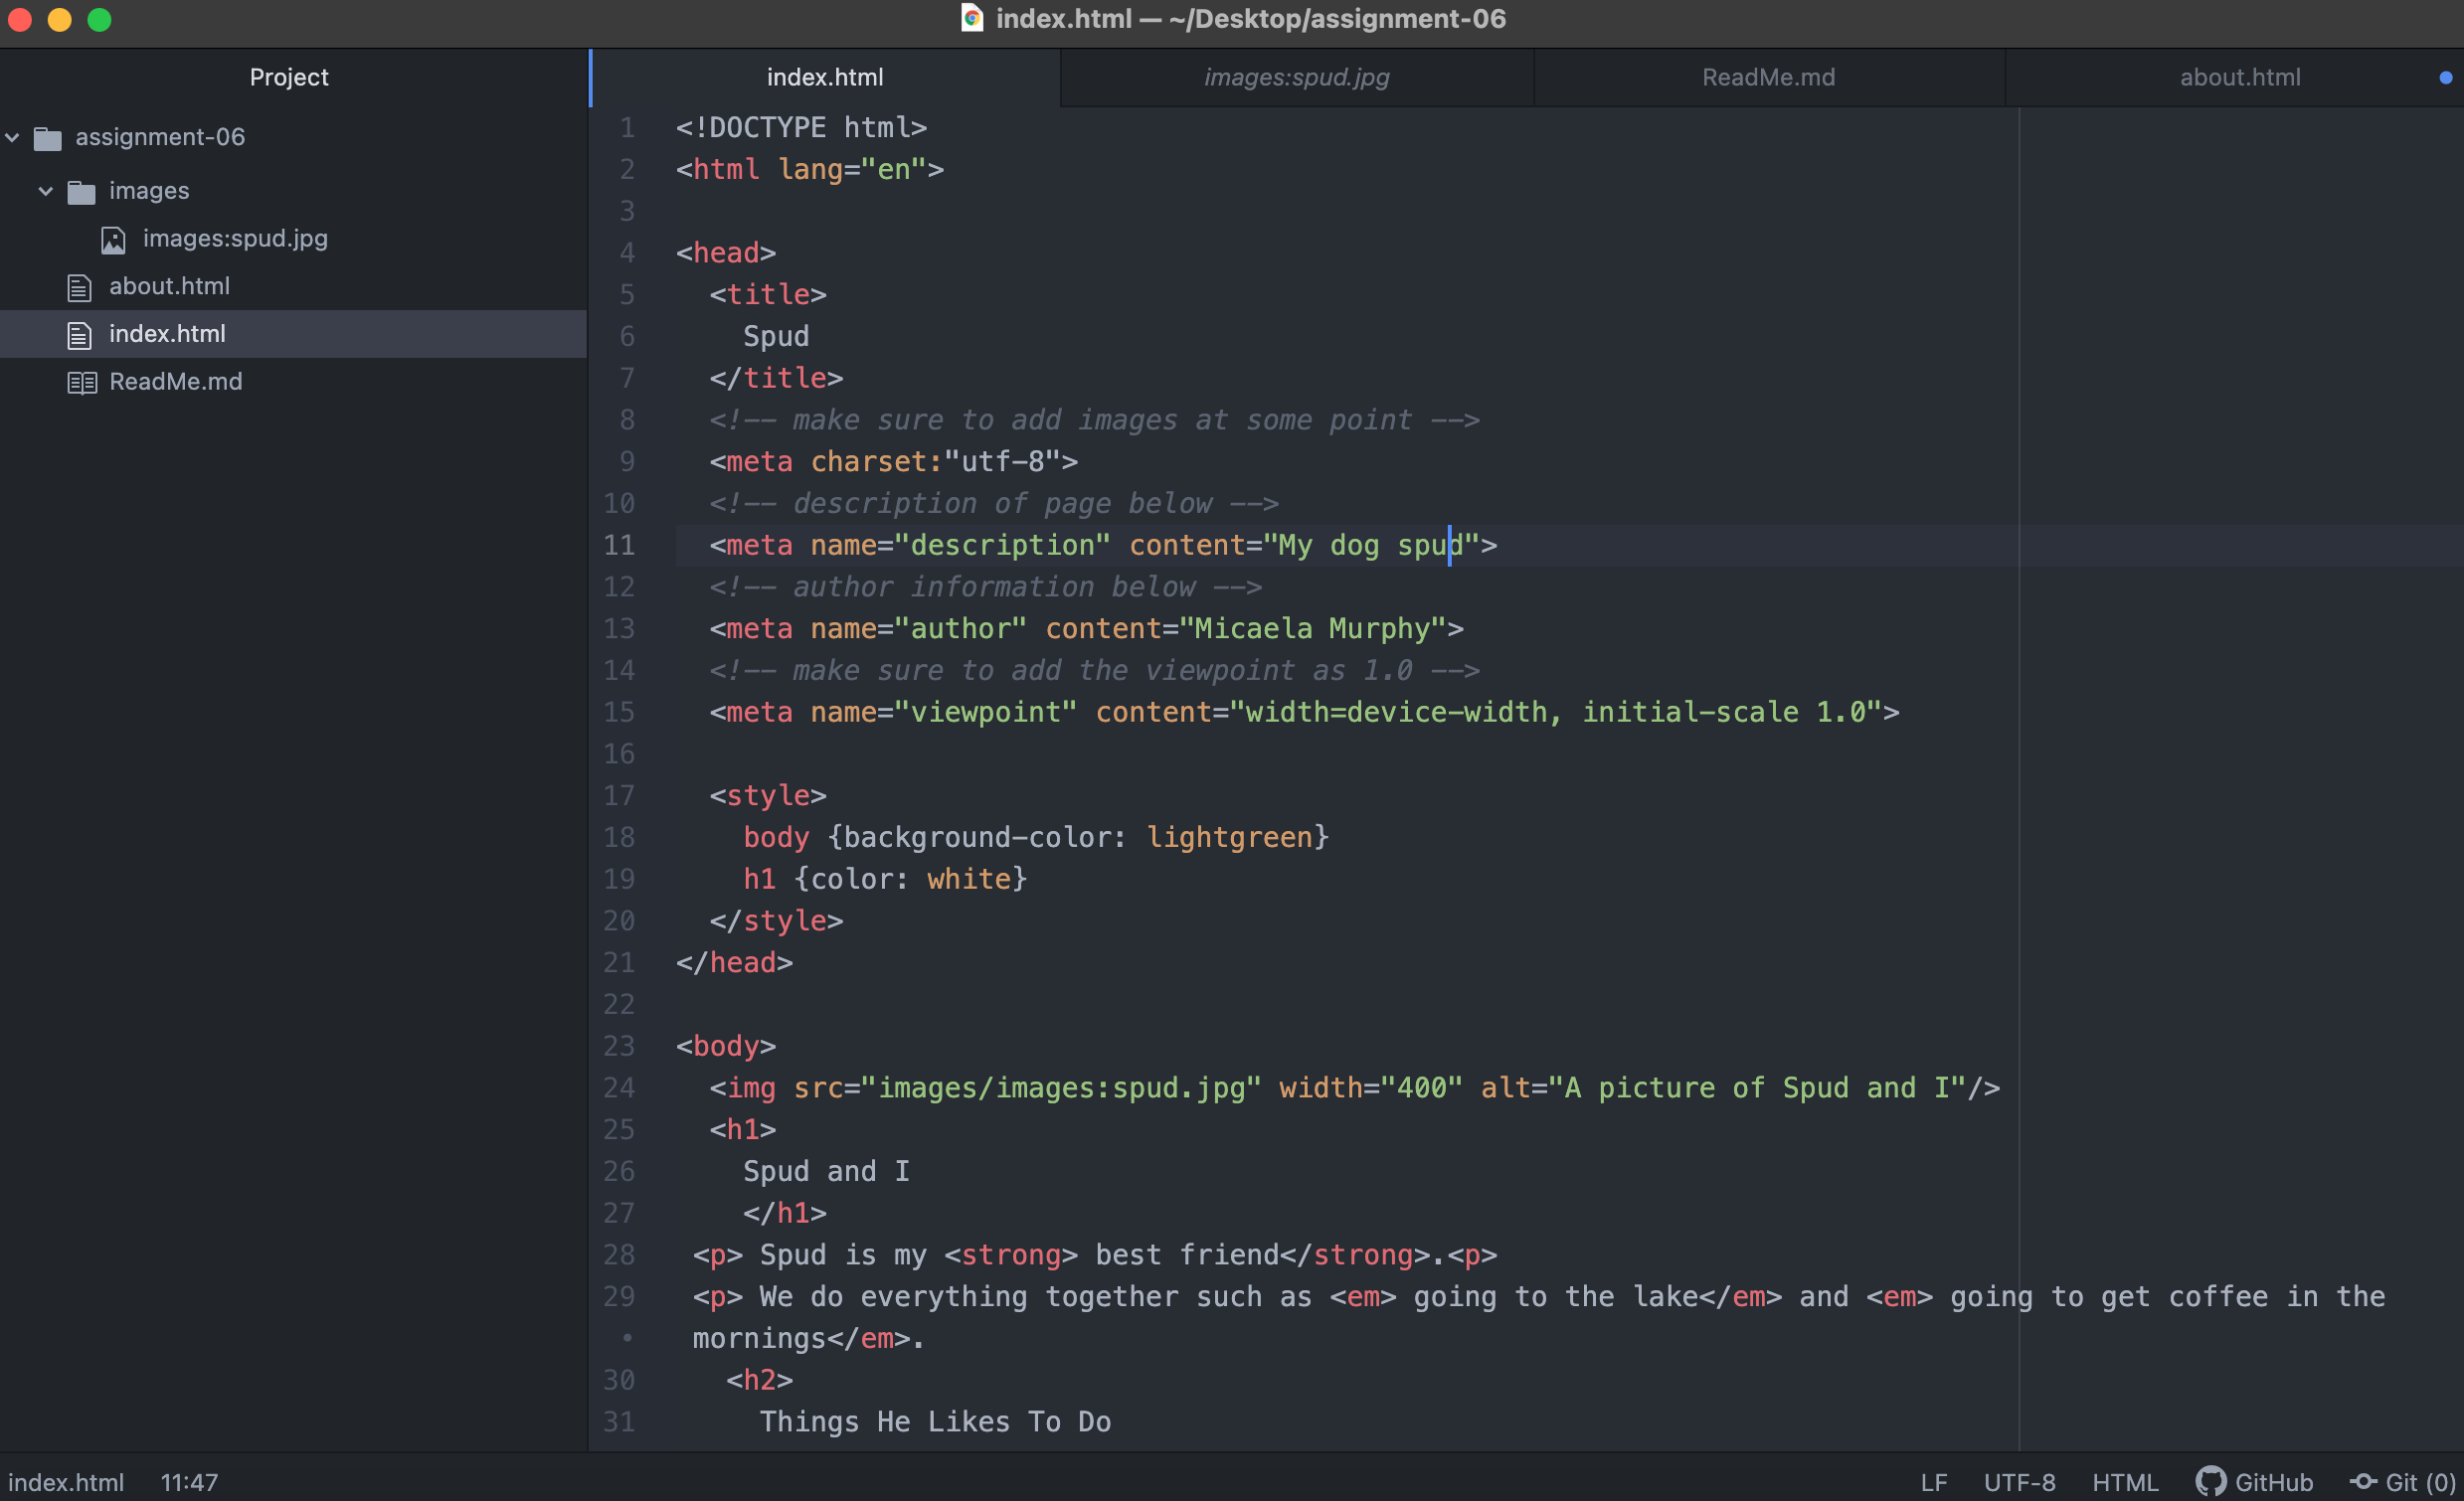 index.html — ~/Desktop/assignment-06
Project
assignment-06
images
images:spud.jpg
about.html
index.html
ReadMe.md
index.html images:spud.jpg ReadMe.md about.html
1 <!DOCTYPE html>
2 <html lang="en">
3
4 <head>
5 <title>
6 Spud
7 </title>
8 <!-- make sure to add images at some point -->
9 <meta charset:"utf-8">
10 <!-- description of page below -->
11 <meta name="description" content="My dog spud">
12 <!-- author information below -->
13 <meta name="author" content="Micaela Murphy">
14 <!-- make sure to add the viewpoint as 1.0 -->
15 <meta name="viewpoint" content="width=device-width, initial-scale 1.0">
16
17 <style>
18 body {background-color: lightgreen}
19 h1 {color: white}
20 </style>
21 </head>
22
23 <body>
24 <img src="images/images:spud.jpg" width="400" alt="A picture of Spud and I"/>
25 <h1>
26 Spud and I
27 </h1>
28 <p> Spud is my <strong> best friend</strong>.<p>
29 <p> We do everything together such as <em> going to the lake</em> and <em> going to get coffee in the
• mornings</em>.
30 <h2>
31 Things He Likes To Do
index.html 11:47 LF UTF-8 HTML GitHub Git (0)